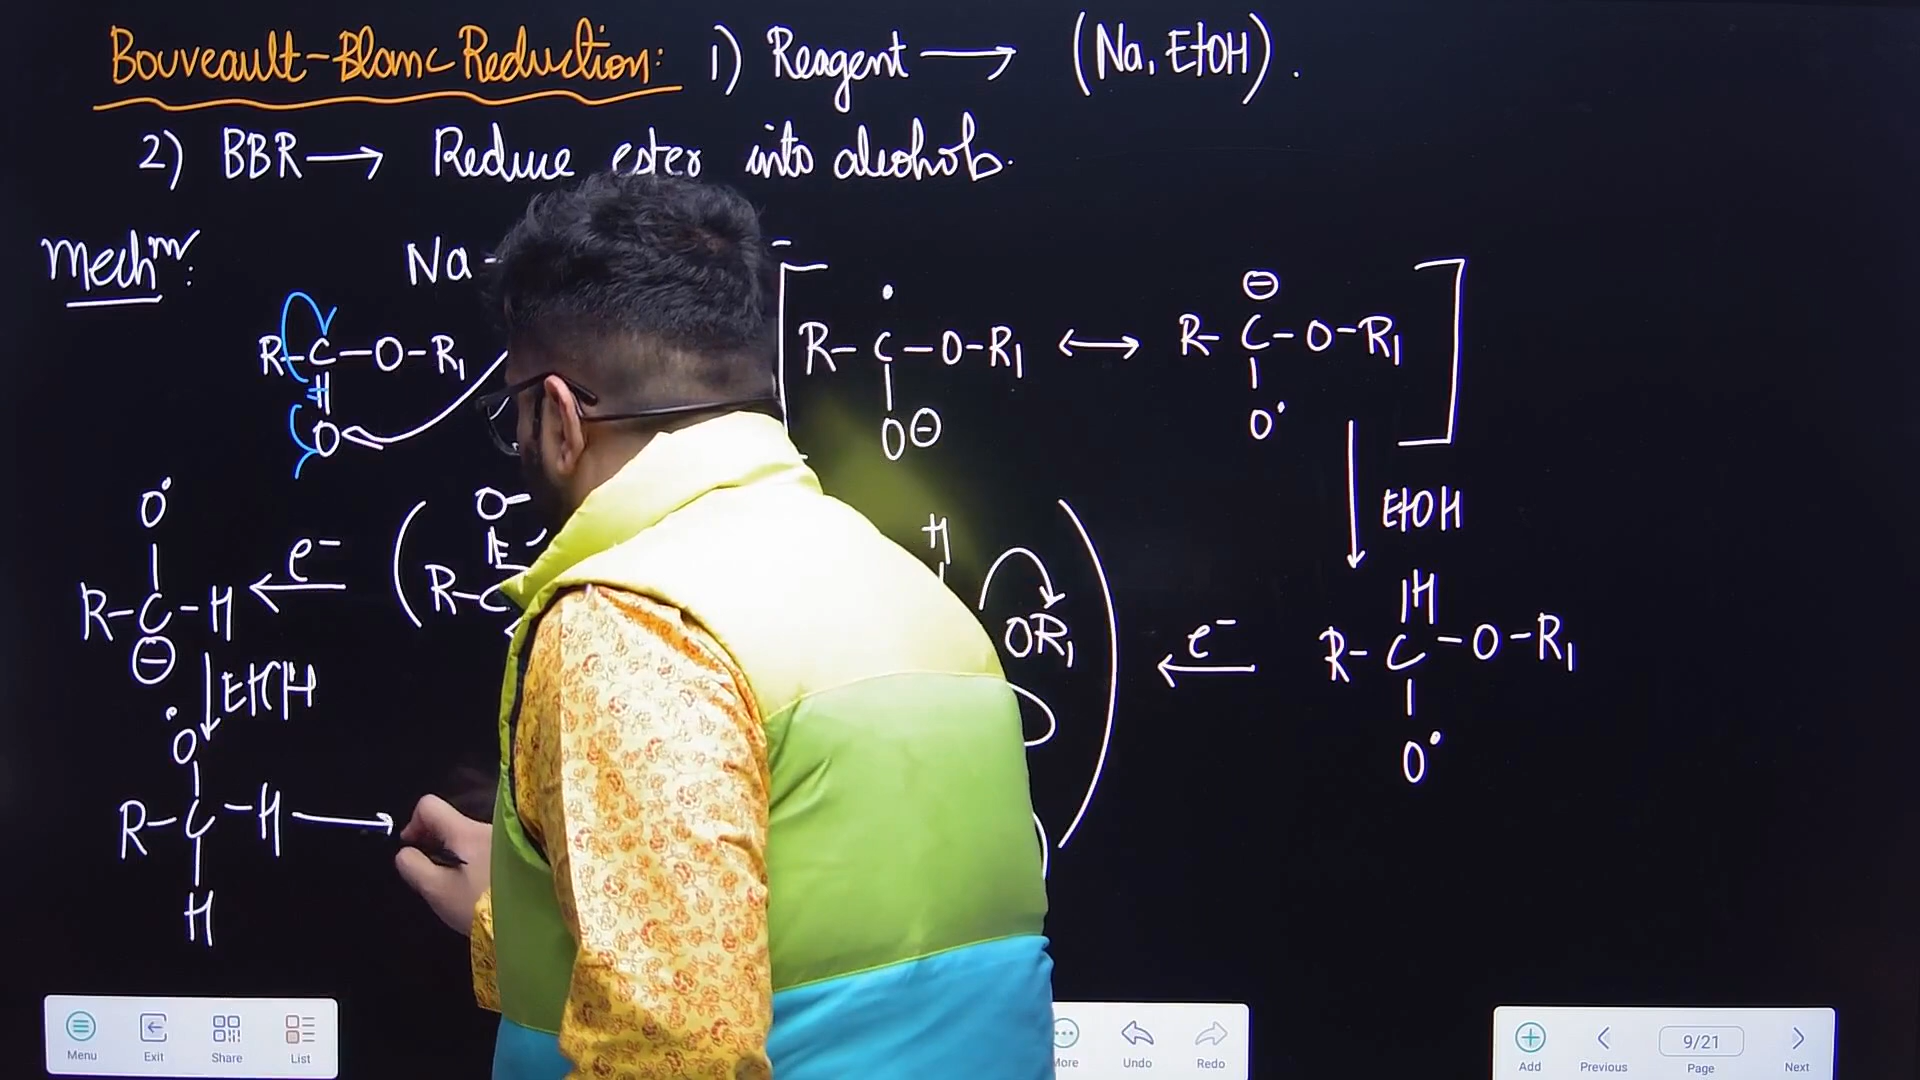 Bouveault-Blanc Reduction: 1) Reagent → (Na, EtOH).
2) BBR → Reduce ester into alcohols.
Mechm:
Na
R-C-O-R1
O
R-C-O-R1 ↔ R-C-O-R1
O⊖
⊖
O•
EtOH
O•
R-C-H
⊖
e-
O-
R-C
H
OR1
e-
H
R-C-O-R1
O•
EtOH
O•
R-C-H →
H
Menu
Exit
Share
List
More
Undo
Redo
Add
Previous
9/21
Page
Next